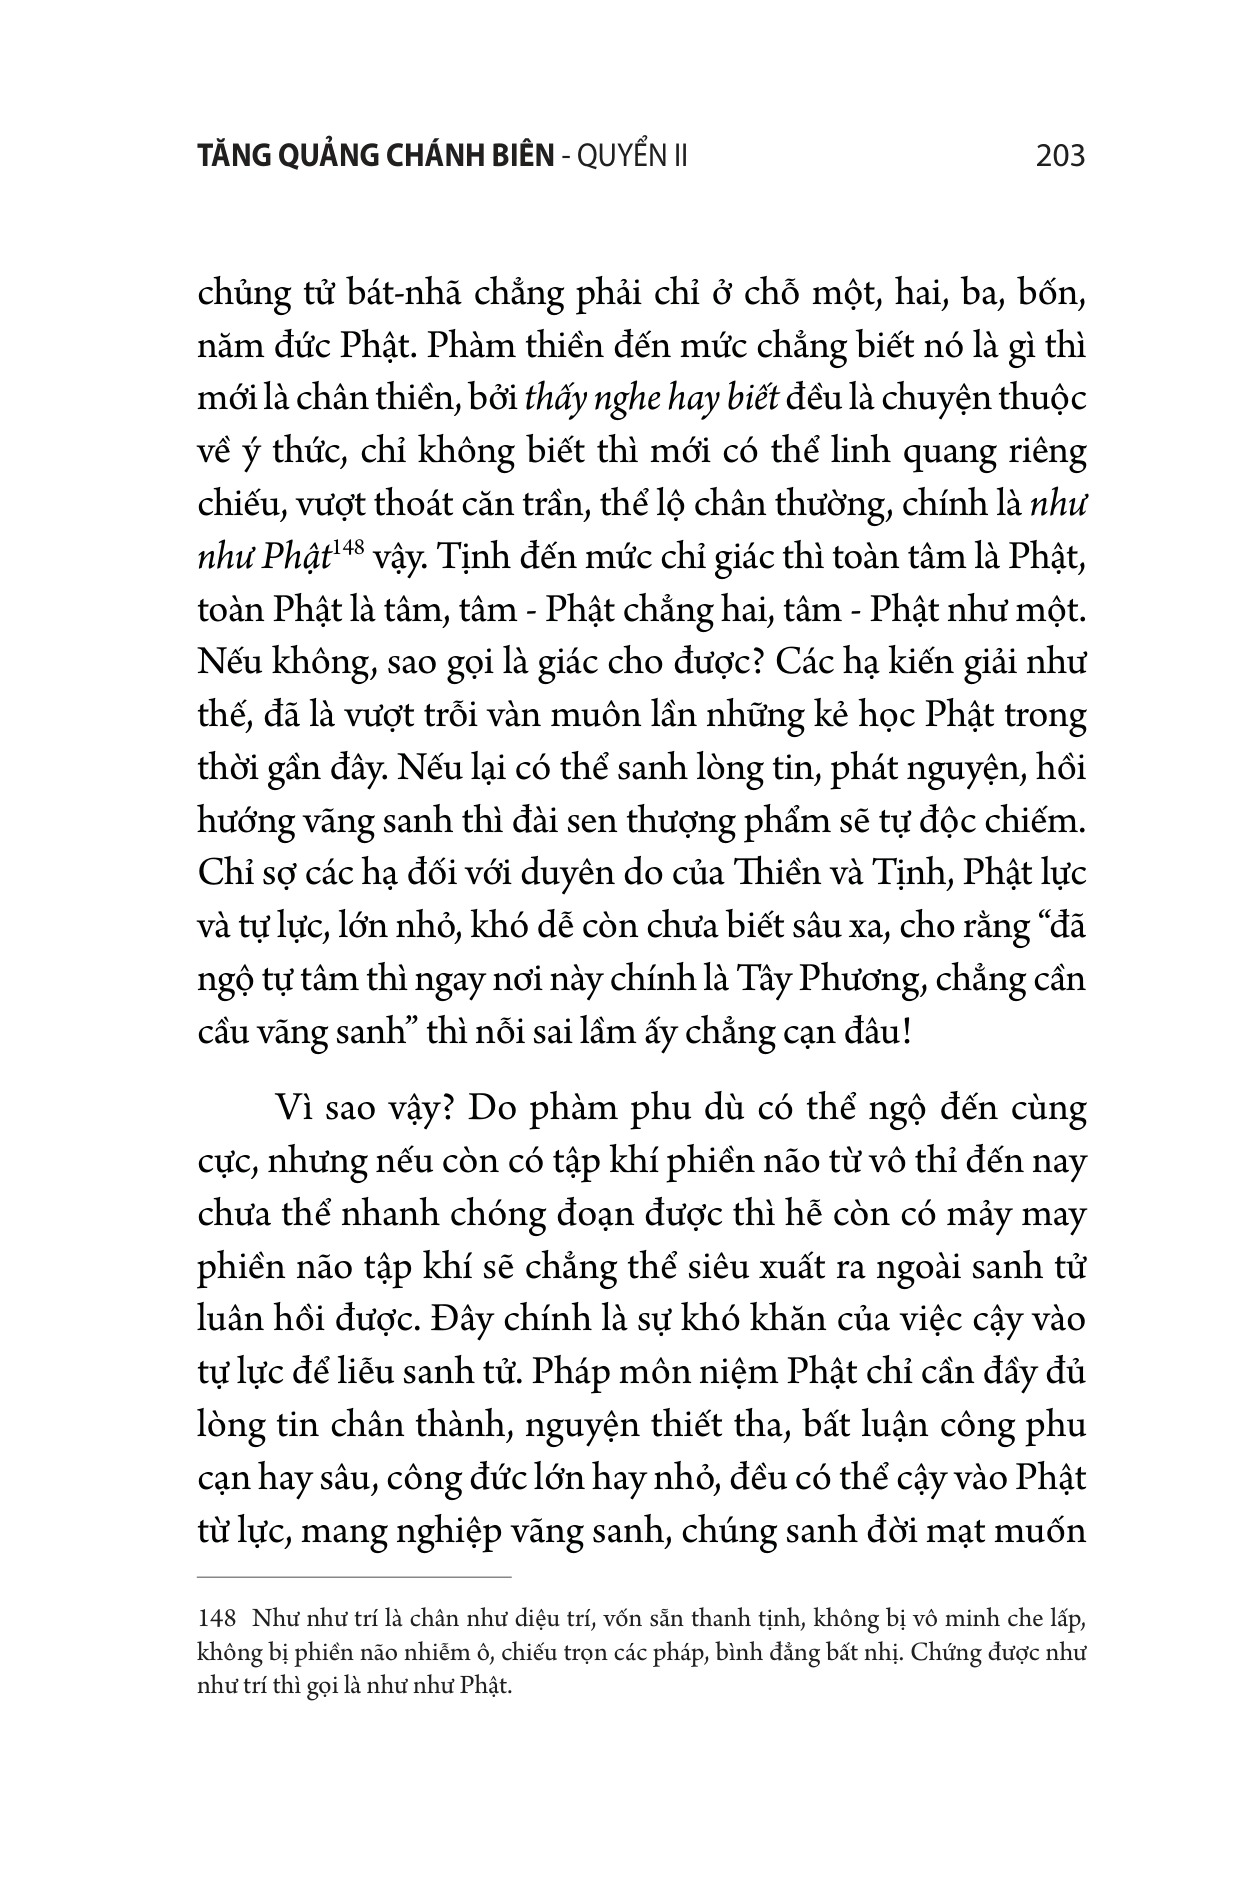 TĂNG QUẢNG CHÁNH BIÊN - QUYỂN II 203
chủng tử bát-nhã chẳng phải chỉ ở chỗ một, hai, ba, bốn,
năm đức Phật. Phàm thiền đến mức chẳng biết nó là gì thì
mới là chân thiền, bởi thấy nghe hay biết đều là chuyện thuộc
về ý thức, chỉ không biết thì mới có thể linh quang riêng
chiếu, vượt thoát căn trần, thể lộ chân thường, chính là như
như Phật148 vậy. Tịnh đến mức chỉ giác thì toàn tâm là Phật,
toàn Phật là tâm, tâm - Phật chẳng hai, tâm - Phật như một.
Nếu không, sao gọi là giác cho được? Các hạ kiến giải như
thế, đã là vượt trỗi vàn muôn lần những kẻ học Phật trong
thời gần đây. Nếu lại có thể sanh lòng tin, phát nguyện, hồi
hướng vãng sanh thì đài sen thượng phẩm sẽ tự độc chiếm.
Chỉ sợ các hạ đối với duyên do của Thiền và Tịnh, Phật lực
và tự lực, lớn nhỏ, khó dễ còn chưa biết sâu xa, cho rằng “đã
ngộ tự tâm thì ngay nơi này chính là Tây Phương, chẳng cần
cầu vãng sanh” thì nỗi sai lầm ấy chẳng cạn đâu!
Vì sao vậy? Do phàm phu dù có thể ngộ đến cùng
cực, nhưng nếu còn có tập khí phiền não từ vô thỉ đến nay
chưa thể nhanh chóng đoạn được thì hễ còn có mảy may
phiền não tập khí sẽ chẳng thể siêu xuất ra ngoài sanh tử
luân hồi được. Đây chính là sự khó khăn của việc cậy vào
tự lực để liễu sanh tử. Pháp môn niệm Phật chỉ cần đầy đủ
lòng tin chân thành, nguyện thiết tha, bất luận công phu
cạn hay sâu, công đức lớn hay nhỏ, đều có thể cậy vào Phật
từ lực, mang nghiệp vãng sanh, chúng sanh đời mạt muốn
148 Như như trí là chân như diệu trí, vốn sẵn thanh tịnh, không bị vô minh che lấp,
không bị phiền não nhiễm ô, chiếu trọn các pháp, bình đẳng bất nhị. Chứng được như
như trí thì gọi là như như Phật.